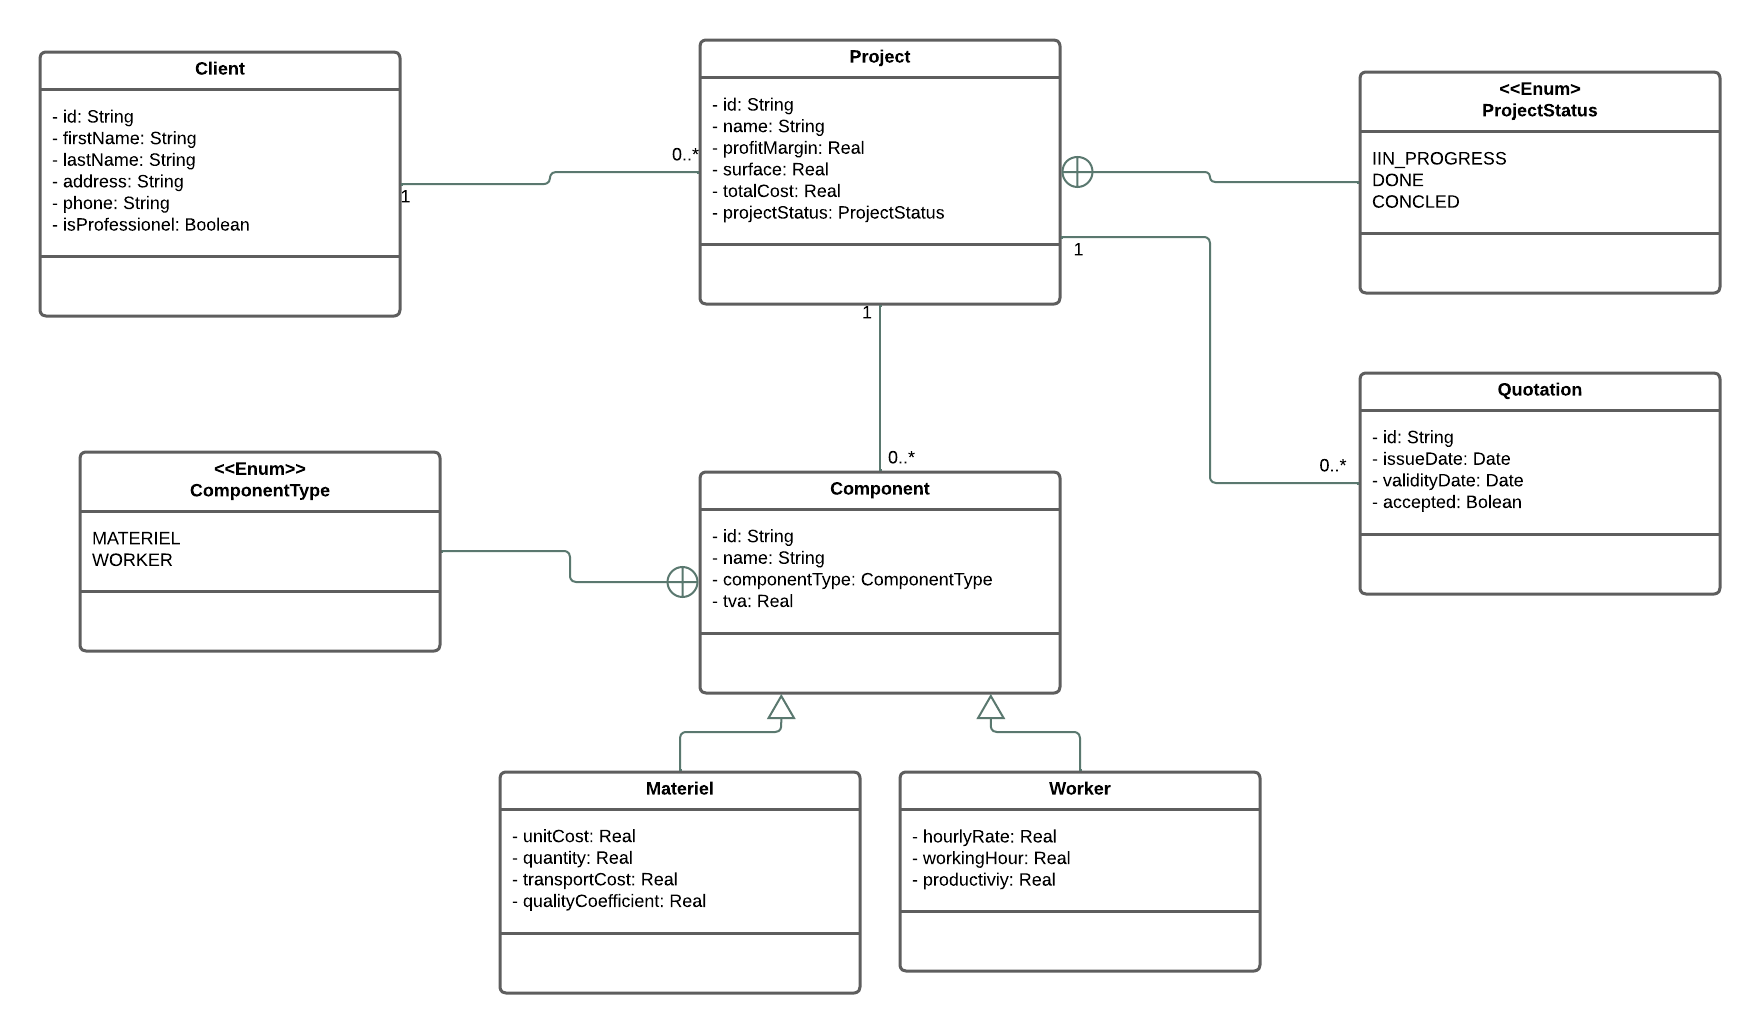 Client
- id: String
- firstName: String
- lastName: String
- address: String
- phone: String
- isProfessionel: Boolean
1
0..*
Project
- id: String
- name: String
- profitMargin: Real
- surface: Real
- totalCost: Real
- projectStatus: ProjectStatus
1
1
<<Enum>
ProjectStatus
IIN_PROGRESS
DONE
CONCLED
Quotation
- id: String
- issueDate: Date
- validityDate: Date
- accepted: Bolean
0..*
0..*
<<Enum>>
ComponentType
MATERIEL
WORKER
Component
- id: String
- name: String
- componentType: ComponentType
- tva: Real
Materiel
- unitCost: Real
- quantity: Real
- transportCost: Real
- qualityCoefficient: Real
Worker
- hourlyRate: Real
- workingHour: Real
- productiviy: Real